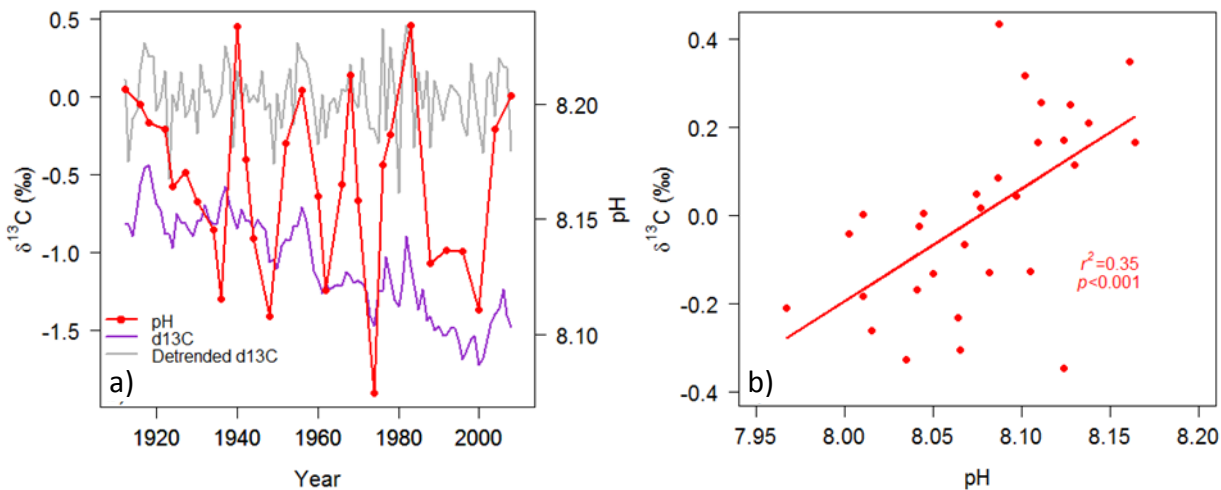 0.5
0.0
-0.5
-1.0
-1.5
δ13C (‰)
8.20
8.15
8.10
pH
pH
d13C
Detrended d13C
a)
1920
1940
1960
1980
2000
Year
0.4
0.2
0.0
-0.2
-0.4
δ13C (‰)
r2=0.35
p<0.001
b)
7.95
8.00
8.05
8.10
8.14
8.20
pH